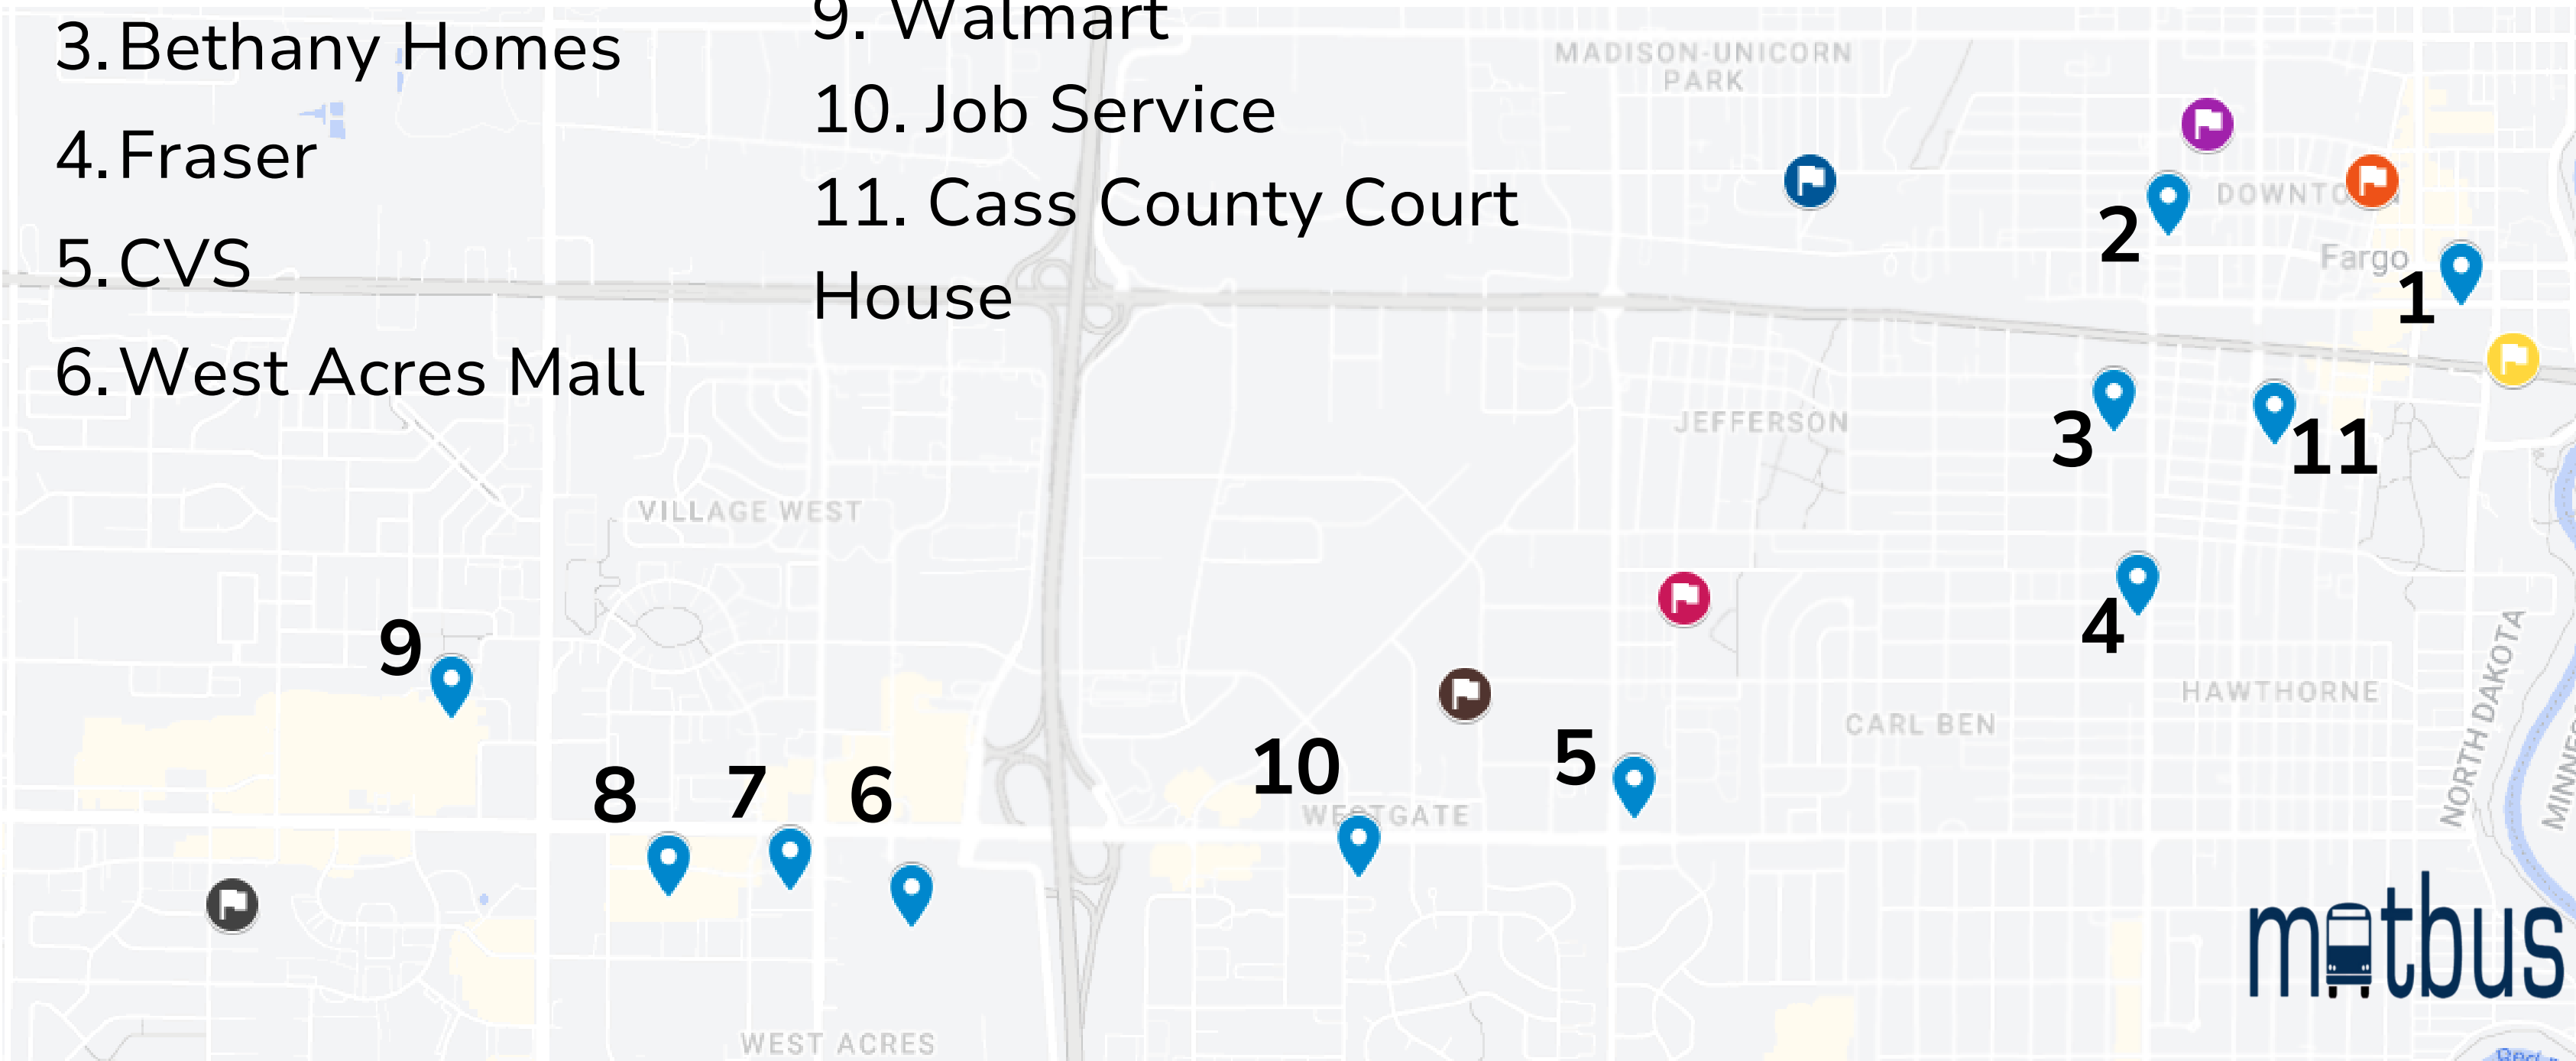 3. Bethany Homes
4. Fraser
5. CVS
6. West Acres Mall
9. Walmart
10. Job Service
11. Cass County Court
House
MADISON-UNICORN
PARK
DOWNTO
Fargo
2
1
JEFFERSON
3
11
VILLAGE WEST
4
9
HAWTHORNE
CARL BEN
NORTH DAKOTA
8
7
6
10
5
WESTGATE
matbus
WEST ACRES